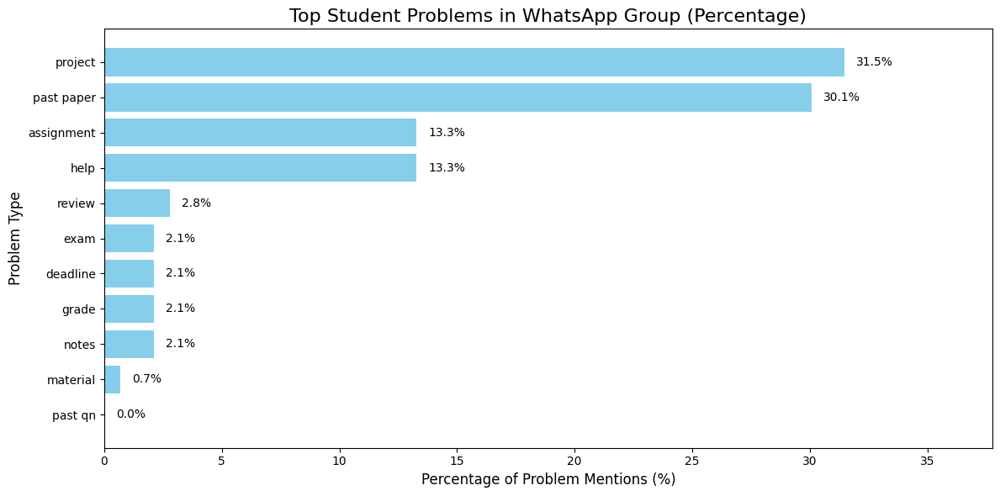 Top Student Problems in WhatsApp Group (Percentage)
Problem Type
project 31.5%
past paper 30.1%
assignment 13.3%
help 13.3%
review 2.8%
exam 2.1%
deadline 2.1%
grade 2.1%
notes 2.1%
material 0.7%
past qn 0.0%
0 5 10 15 20 25 30 35
Percentage of Problem Mentions (%)